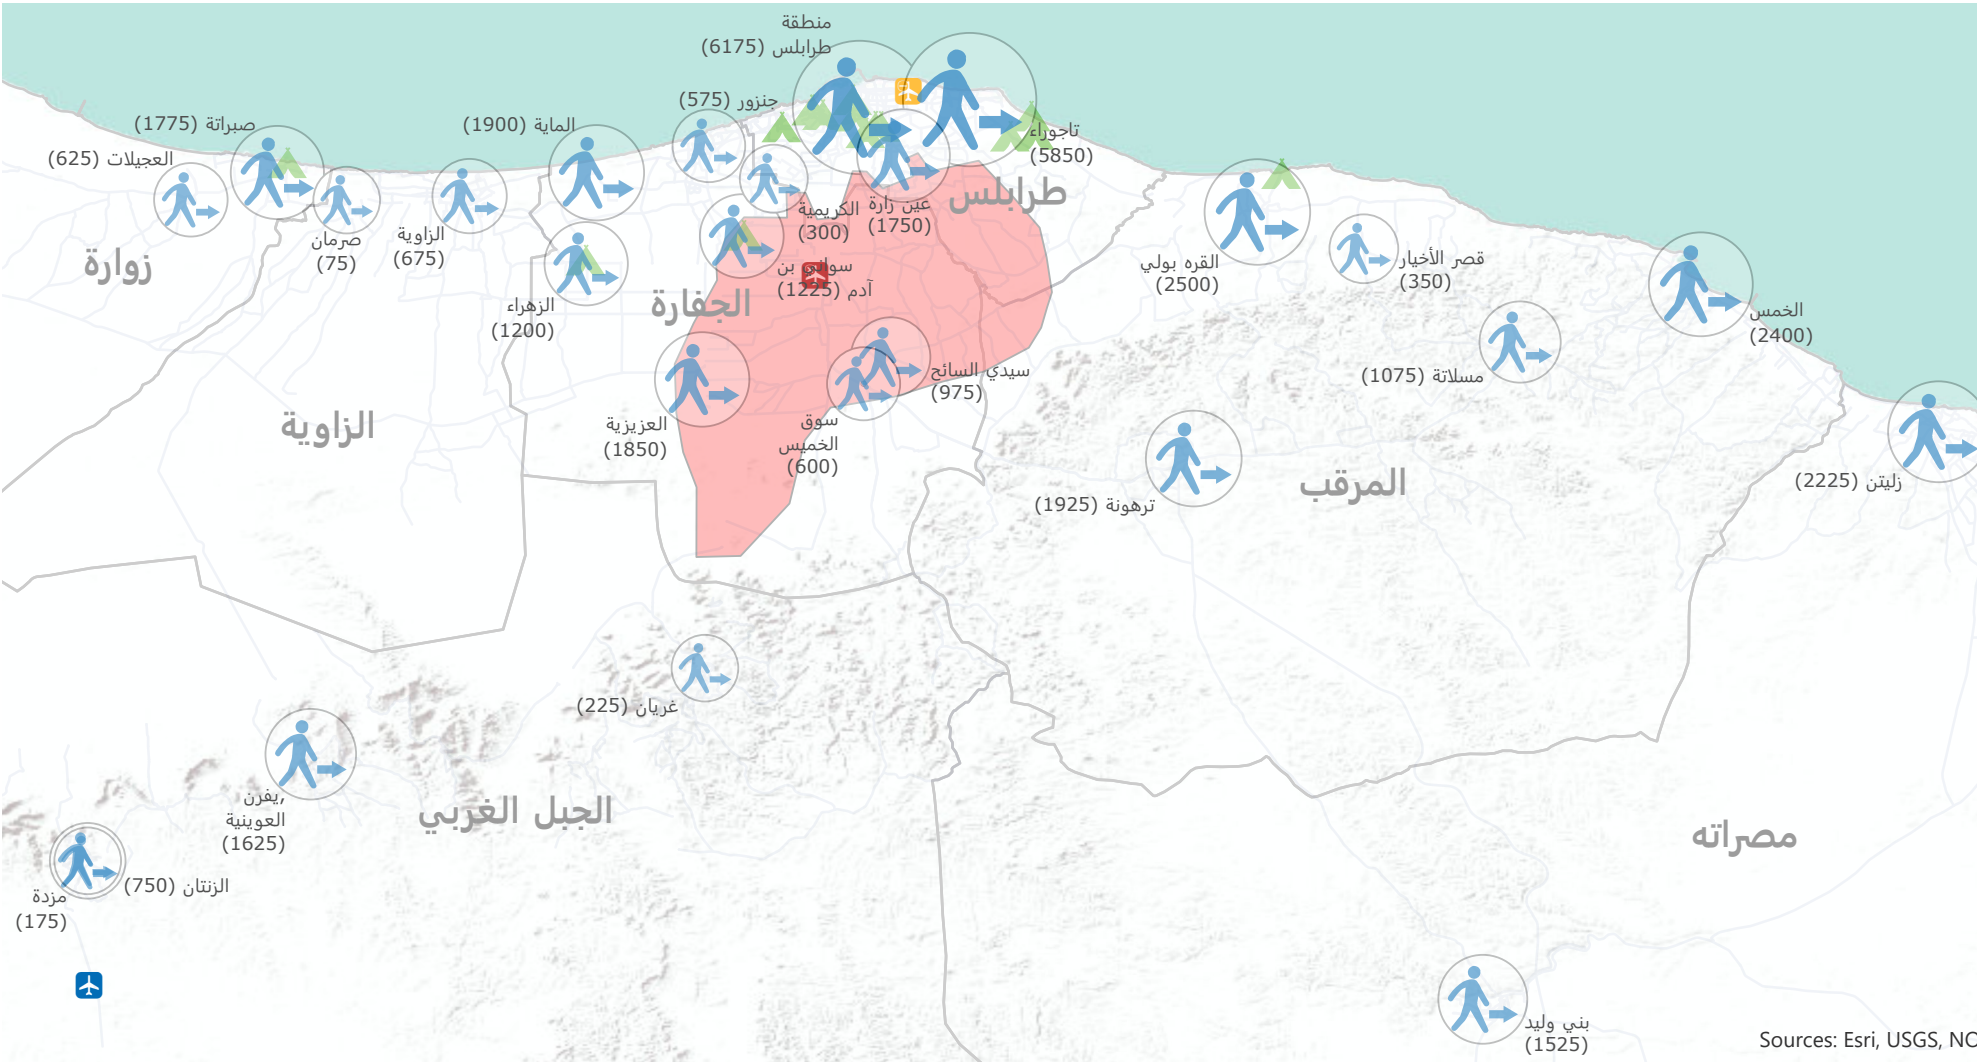 منطقة
طرابلس (6175)
جنزور (575)
تاجوراء
(5850)
صبراتة (1775)
العجيلات (625)
الماية (1900)
صرمان
(75)
الزاوية
(675)
الكريمية
(300)
عين زارة
(1750)
طرابلس
زوارة
الزهراء
(1200)
الجفارة
سواني بن
آدم (1225)
القره بولي
(2500)
قصر الأخيار
(350)
الخمس
(2400)
مسلاتة (1075)
سيدي السائح
(975)
العزيزية
(1850)
سوق
الخميس
(600)
الزاوية
ترهونة (1925)
المرقب
زليتن (2225)
غريان (225)
يفرن,
العوينية
(1625)
الجبل الغربي
مصراته
الزنتان (750)
مزدة
(175)
بني وليد
(1525)
Sources: Esri, USGS, NO